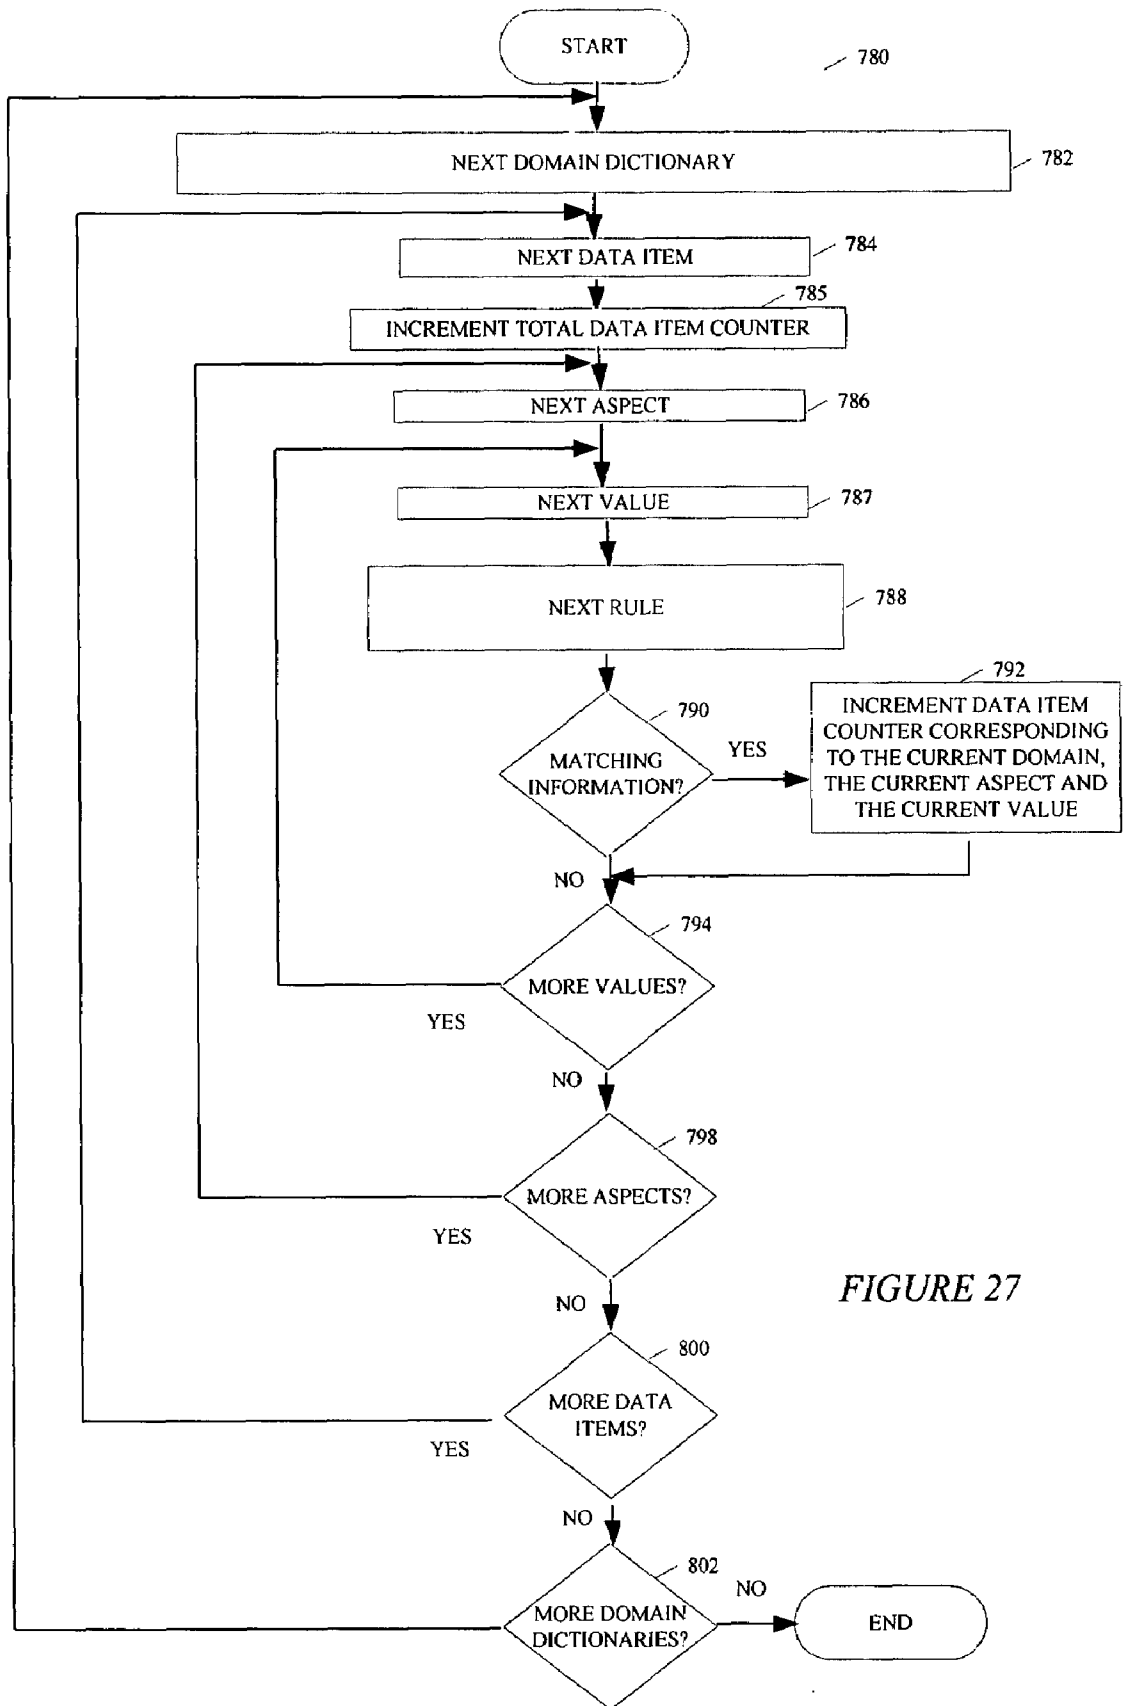 START
780
NEXT DOMAIN DICTIONARY
782
NEXT DATA ITEM
784
785
INCREMENT TOTAL DATA ITEM COUNTER
NEXT ASPECT
786
NEXT VALUE
787
NEXT RULE
788
790
MATCHING
INFORMATION?
YES
792
INCREMENT DATA ITEM
COUNTER CORRESPONDING
TO THE CURRENT DOMAIN,
THE CURRENT ASPECT AND
THE CURRENT VALUE
NO
794
MORE VALUES?
YES
NO
798
MORE ASPECTS?
YES
NO
FIGURE 27
800
MORE DATA
ITEMS?
YES
NO
802
MORE DOMAIN
DICTIONARIES?
NO
END